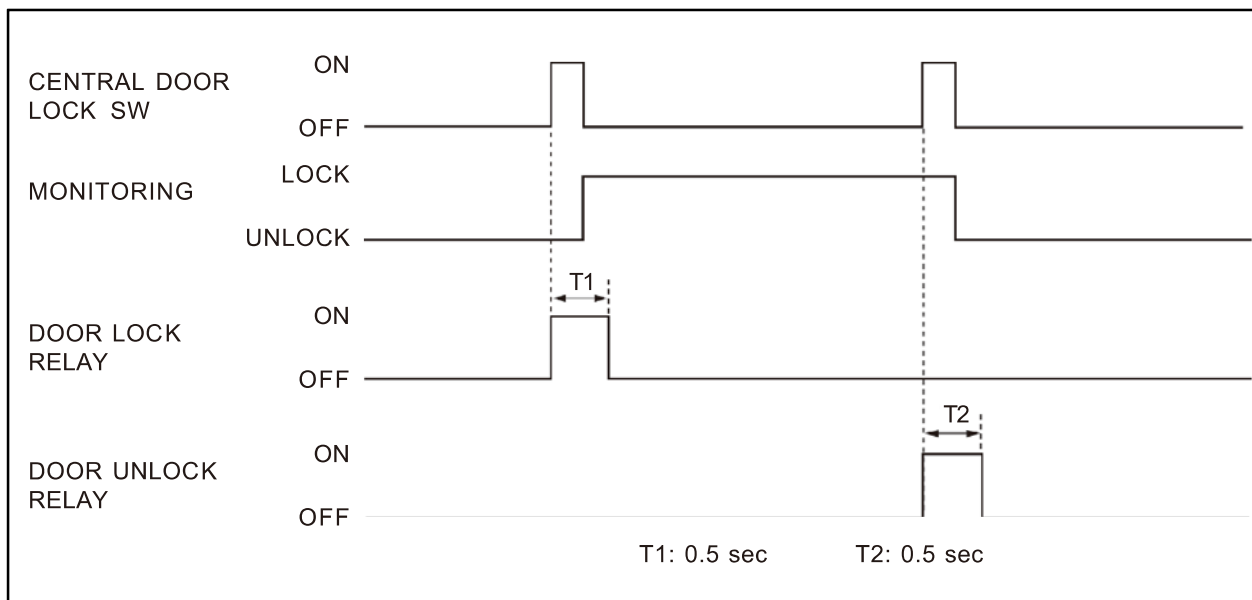 CENTRAL DOOR
LOCK SW
ON
OFF
MONITORING
LOCK
UNLOCK
T1
DOOR LOCK
RELAY
ON
OFF
T2
DOOR UNLOCK
RELAY
ON
OFF
T1: 0.5 sec T2: 0.5 sec